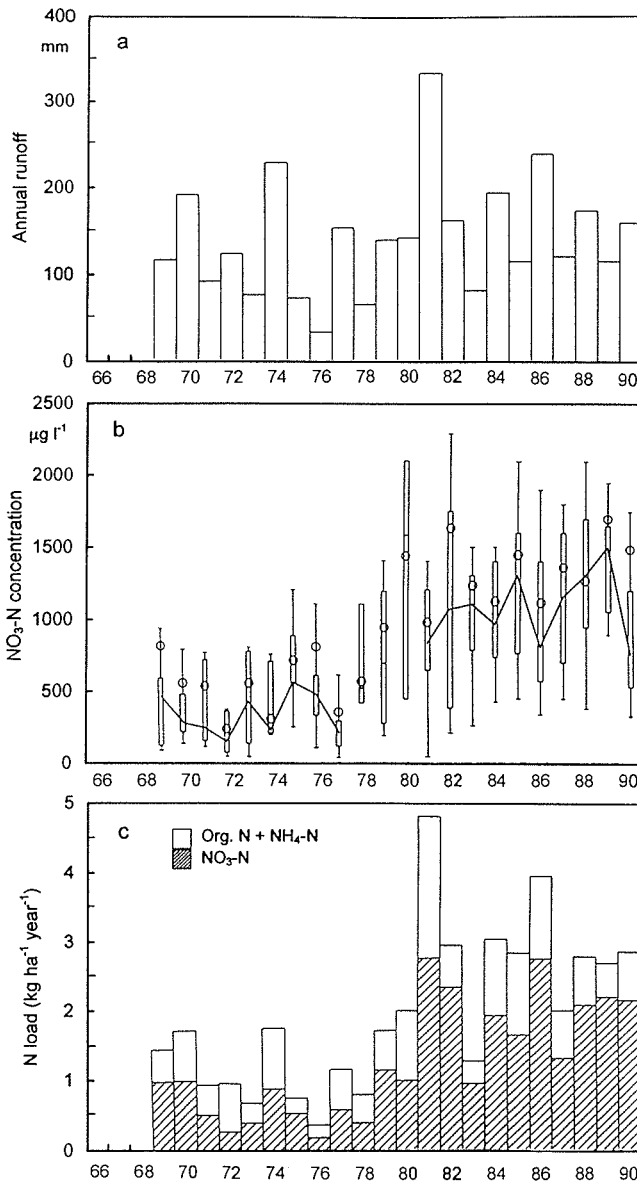 400
mm
a
300
200
100
0
Annual runoff
66 68 70 72 74 76 78 80 82 84 86 88 90
2500
µg l⁻¹
b
2000
1500
1000
500
0
NO₃-N concentration
66 68 70 72 74 76 78 80 82 84 86 88 90
5
c
Org. N + NH₄-N
NO₃-N
4
3
2
1
0
N load (kg ha⁻¹ year⁻¹)
66 68 70 72 74 76 78 80 82 84 86 88 90